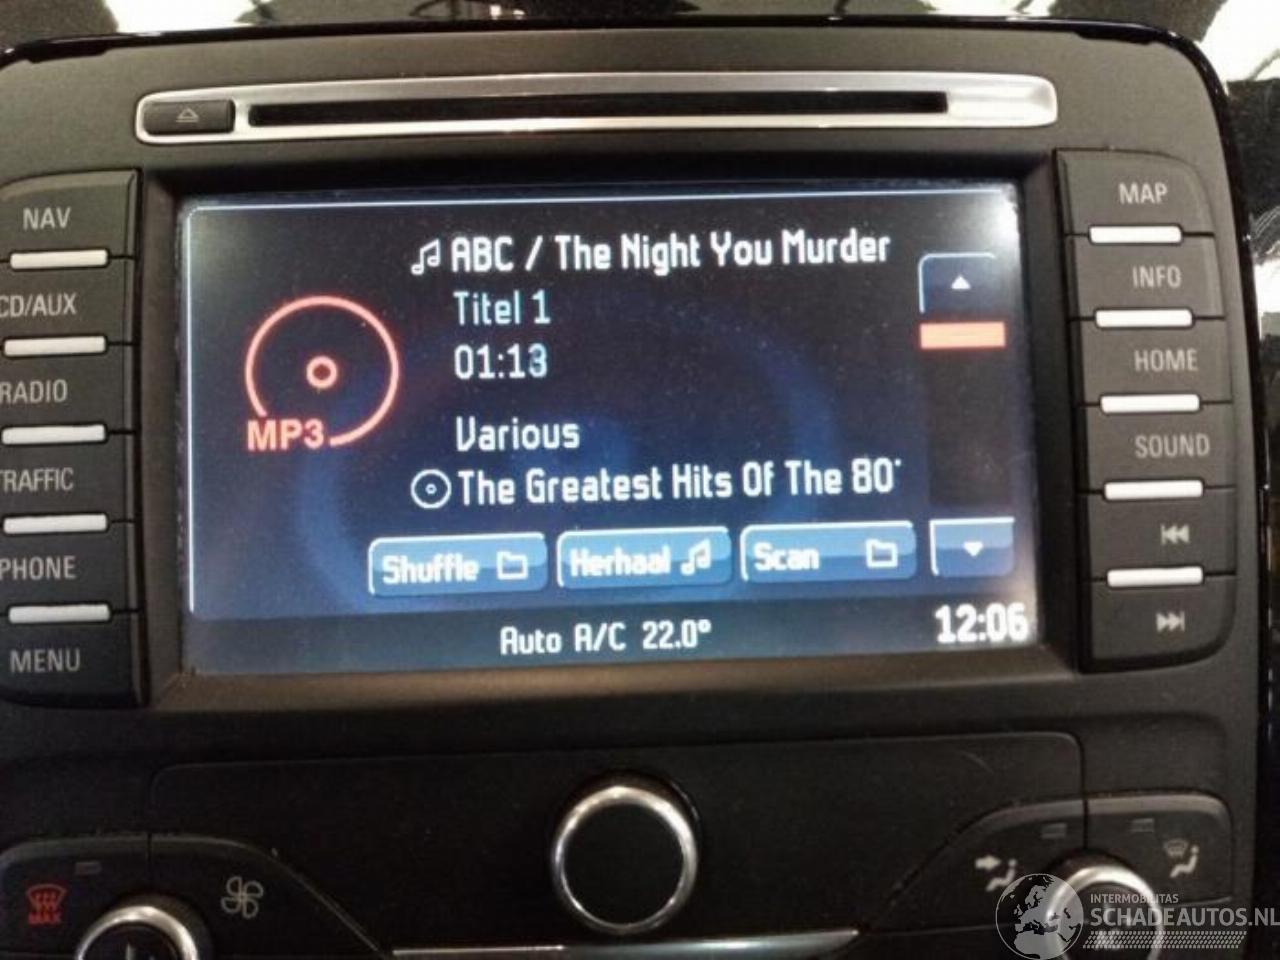 NAV
CD/AUX
RADIO
TRAFFIC
PHONE
MENU
ABC / The Night You Murder
Titel 1
01:13
MP3
Various
The Greatest Hits Of The 80'
Shuffle
Herhaal
Scan
Auto A/C 22.0°
12:06
MAP
INFO
HOME
SOUND
MAX
INTERMOBILITAS
SCHADEAUTOS.NL